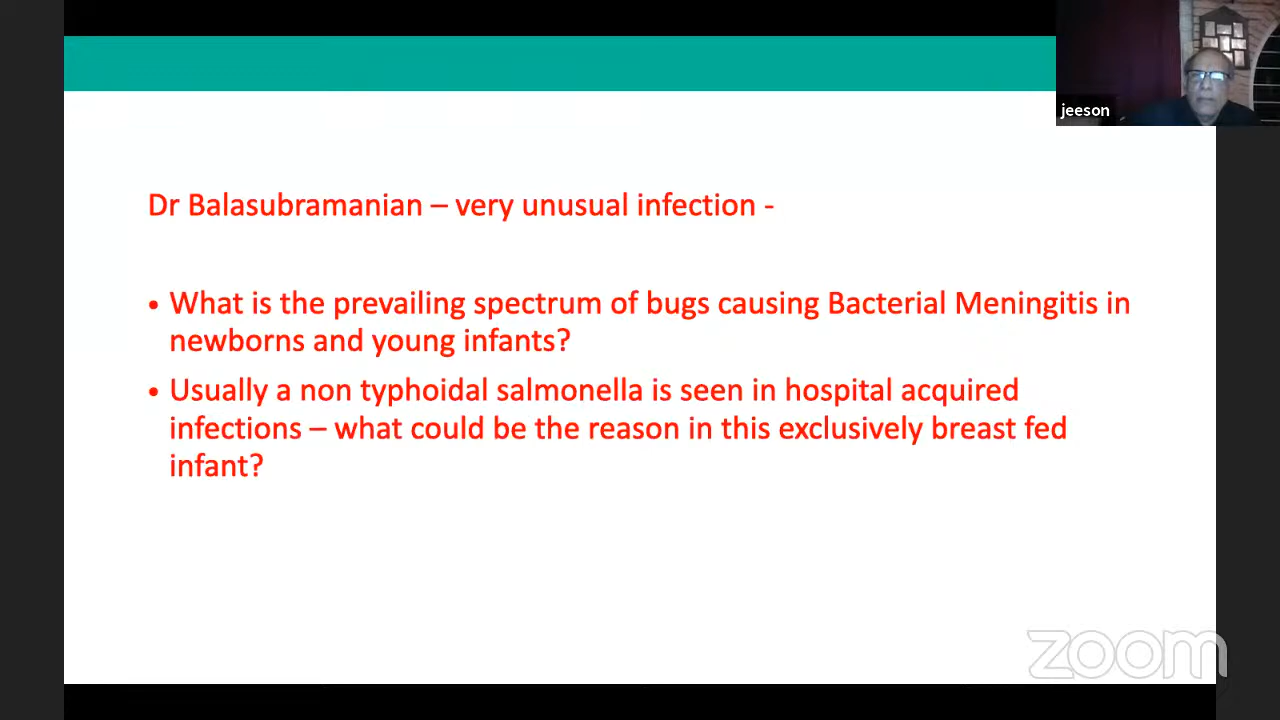 jeeson
Dr Balasubramanian – very unusual infection -
• What is the prevailing spectrum of bugs causing Bacterial Meningitis in
newborns and young infants?
• Usually a non typhoidal salmonella is seen in hospital acquired
infections – what could be the reason in this exclusively breast fed
infant?
zoom